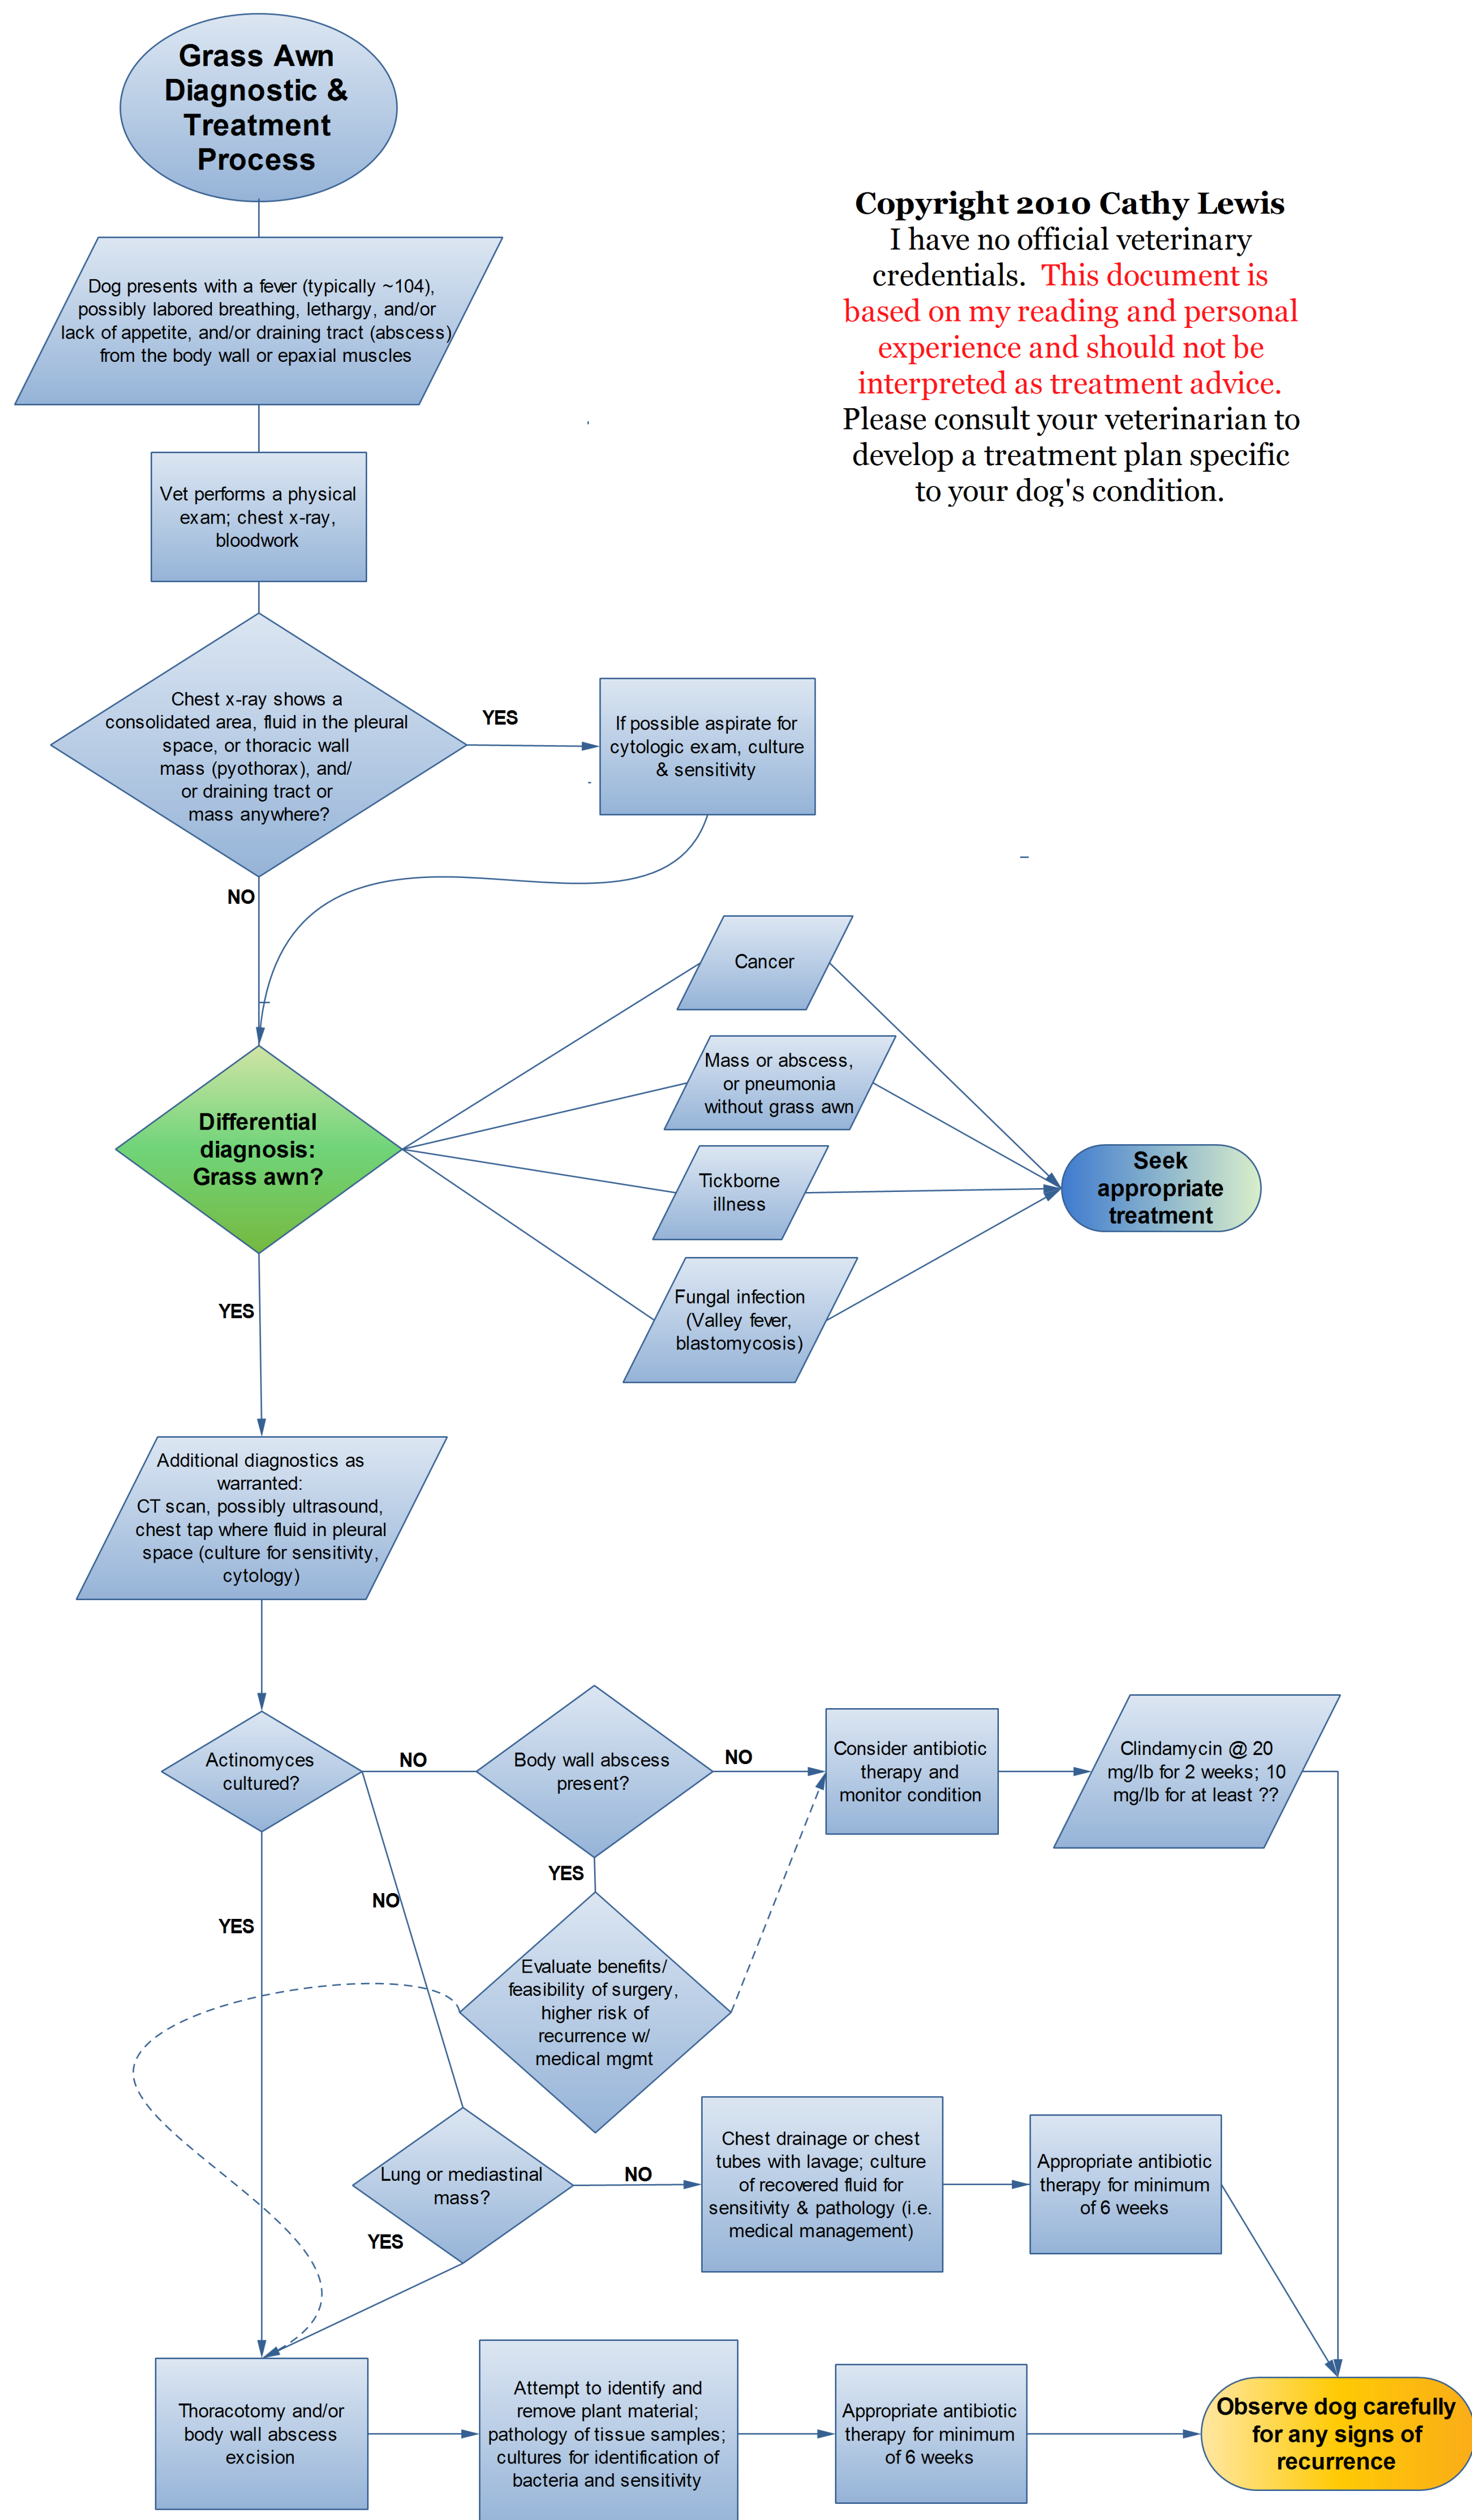 Grass Awn
Diagnostic &
Treatment
Process
Copyright 2010 Cathy Lewis
I have no official veterinary
credentials. This document is
based on my reading and personal
experience and should not be
interpreted as treatment advice.
Please consult your veterinarian to
develop a treatment plan specific
to your dog's condition.
Dog presents with a fever (typically ~104),
possibly labored breathing, lethargy, and/or
lack of appetite, and/or draining tract (abscess)
from the body wall or epaxial muscles
Vet performs a physical
exam; chest x-ray,
bloodwork
Chest x-ray shows a
consolidated area, fluid in the pleural
space, or thoracic wall
mass (pyothorax), and/
or draining tract or
mass anywhere?
YES
If possible aspirate for
cytologic exam, culture
& sensitivity
NO
Cancer
Mass or abscess,
or pneumonia
without grass awn
Differential
diagnosis:
Grass awn?
Tickborne
illness
Seek
appropriate
treatment
Fungal infection
(Valley fever,
blastomycosis)
YES
Additional diagnostics as
warranted:
CT scan, possibly ultrasound,
chest tap where fluid in pleural
space (culture for sensitivity,
cytology)
Actinomyces
cultured?
NO
Body wall abscess
present?
NO
Consider antibiotic
therapy and
monitor condition
Clindamycin @ 20
mg/lb for 2 weeks; 10
mg/lb for at least ??
YES
NO
YES
Evaluate benefits/
feasibility of surgery,
higher risk of
recurrence w/
medical mgmt
Lung or mediastinal
mass?
NO
Chest drainage or chest
tubes with lavage; culture
of recovered fluid for
sensitivity & pathology (i.e.
medical management)
Appropriate antibiotic
therapy for minimum
of 6 weeks
YES
Thoracotomy and/or
body wall abscess
excision
Attempt to identify and
remove plant material;
pathology of tissue samples;
cultures for identification of
bacteria and sensitivity
Appropriate antibiotic
therapy for minimum
of 6 weeks
Observe dog carefully
for any signs of
recurrence